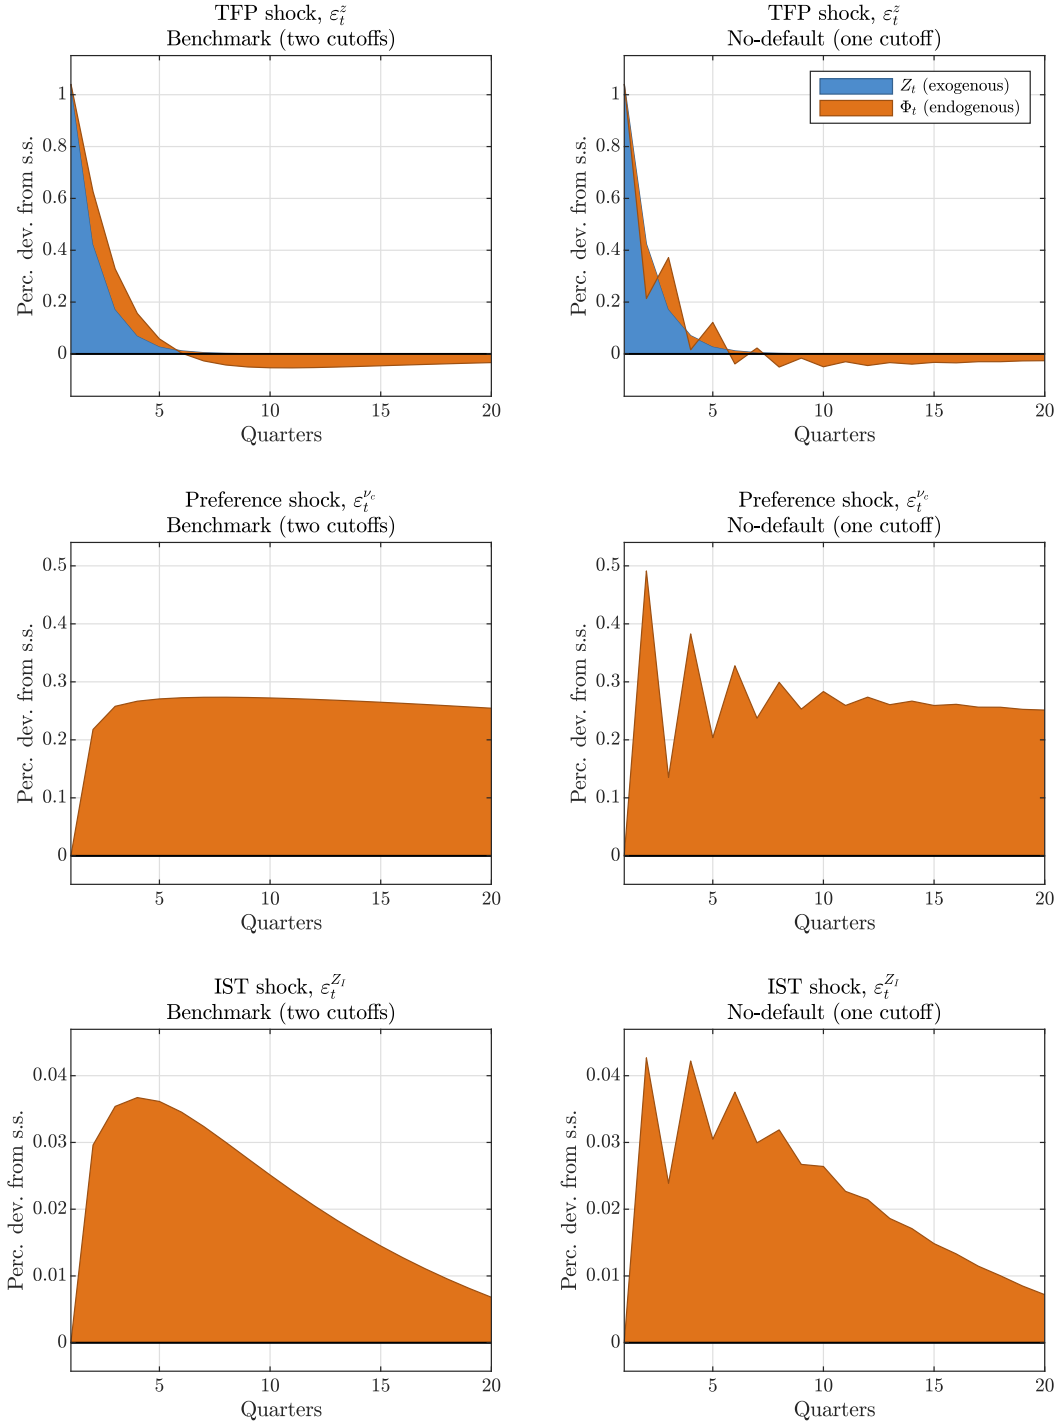 TFP shock, ε_t^z
Benchmark (two cutoffs)
Perc. dev. from s.s.
1
0.8
0.6
0.4
0.2
0
5
10
15
20
Quarters
TFP shock, ε_t^z
No-default (one cutoff)
Z_t (exogenous)
Φ_t (endogenous)
Perc. dev. from s.s.
1
0.8
0.6
0.4
0.2
0
5
10
15
20
Quarters
Preference shock, ε_t^{ν_c}
Benchmark (two cutoffs)
Perc. dev. from s.s.
0.5
0.4
0.3
0.2
0.1
0
5
10
15
20
Quarters
Preference shock, ε_t^{ν_c}
No-default (one cutoff)
Perc. dev. from s.s.
0.5
0.4
0.3
0.2
0.1
0
5
10
15
20
Quarters
IST shock, ε_t^{Z_I}
Benchmark (two cutoffs)
Perc. dev. from s.s.
0.04
0.03
0.02
0.01
0
5
10
15
20
Quarters
IST shock, ε_t^{Z_I}
No-default (one cutoff)
Perc. dev. from s.s.
0.04
0.03
0.02
0.01
0
5
10
15
20
Quarters